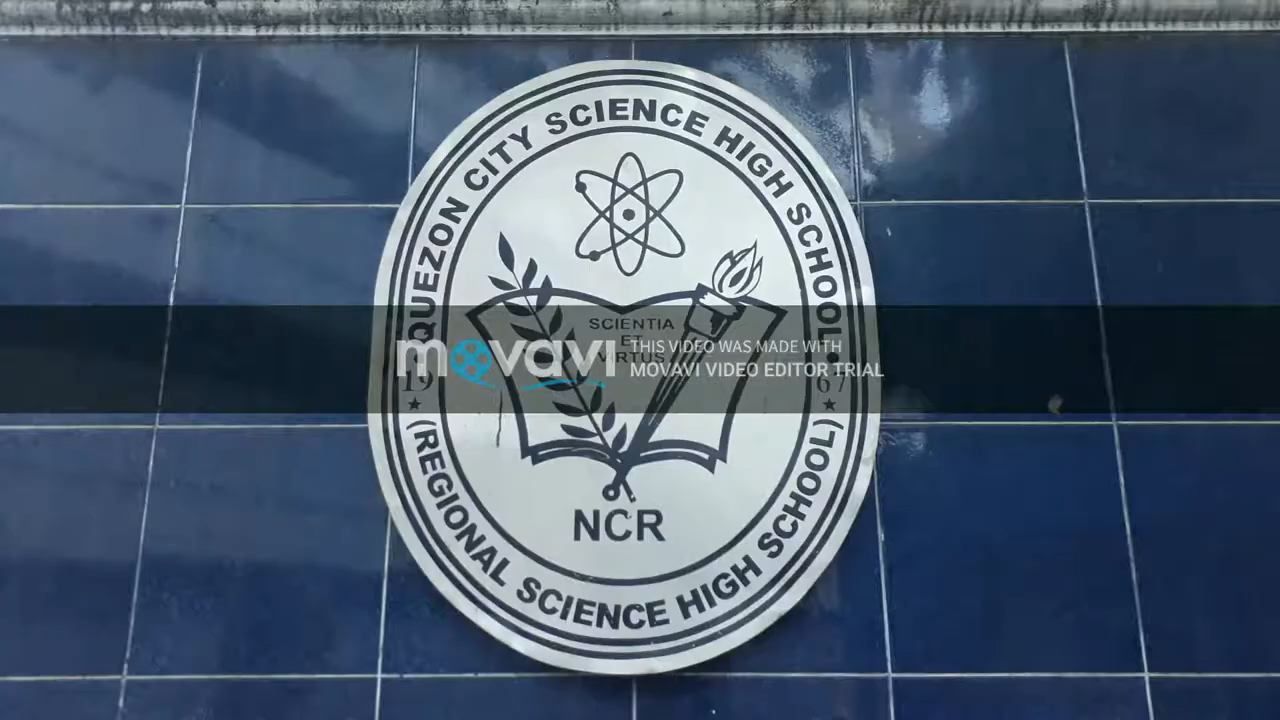 QUEZON CITY SCIENCE HIGH SCHOOL
SCIENTIA
ET
VIRTUS
movavi
THIS VIDEO WAS MADE WITH
MOVAVI VIDEO EDITOR TRIAL
19 67
NCR
(REGIONAL SCIENCE HIGH SCHOOL)